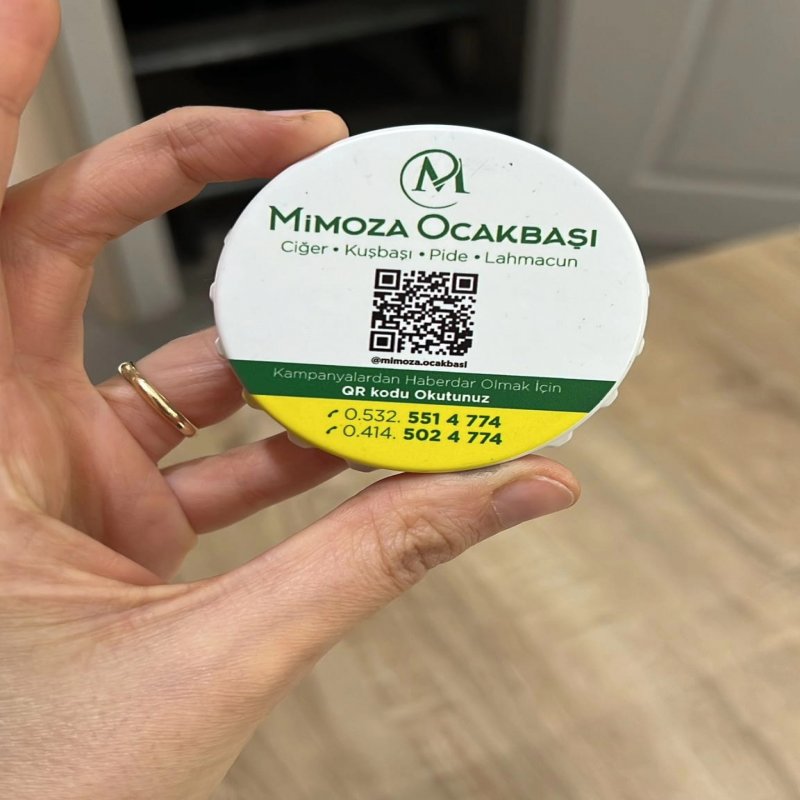 M
MiMOZA OCAKBAŞI
Ciğer • Kuşbaşı • Pide • Lahmacun
@mimoza.ocakbasi
Kampanyalardan Haberdar Olmak İçin
QR kodu Okutunuz
0.532. 551 4 774
0.414. 502 4 774